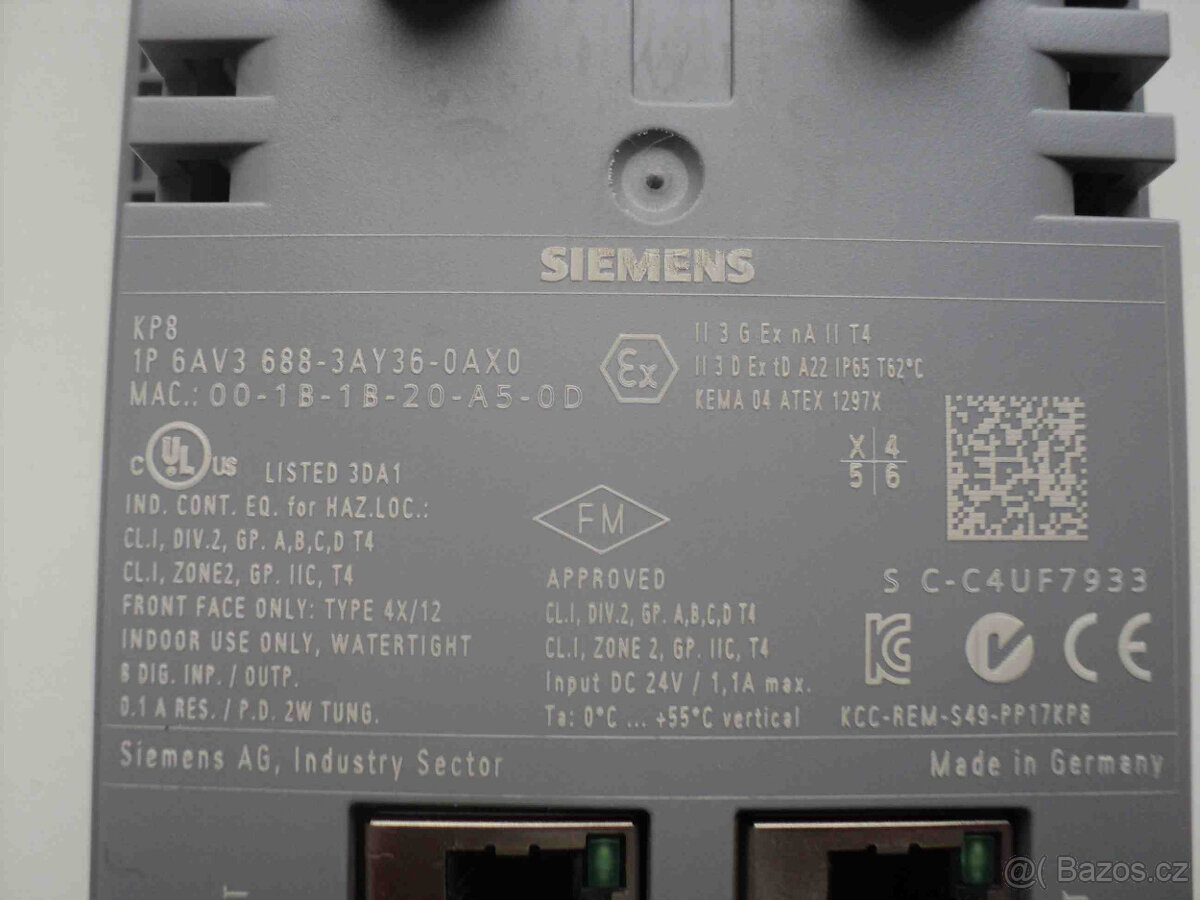 SIEMENS
KP8
1P 6AV3 688-3AY36-0AX0
MAC.: 00-1B-1B-20-A5-0D
Ex
II 3 G Ex nA II T4
II 3 D Ex tD A22 IP65 T62°C
KEMA 04 ATEX 1297X
X 4
5 6
C UL US LISTED 3DA1
IND. CONT. EQ. for HAZ.LOC.:
CL.I, DIV.2, GP. A,B,C,D T4
CL.I, ZONE2, GP. IIC, T4
FRONT FACE ONLY: TYPE 4X/12
INDOOR USE ONLY, WATERTIGHT
8 DIG. INP. / OUTP.
0.1 A RES. / P.D. 2W TUNG.
FM
APPROVED
CL.I, DIV.2, GP. A,B,C,D T4
CL.I, ZONE 2, GP. IIC, T4
Input DC 24V / 1,1A max.
Ta: 0°C ... +55°C vertical
S C-C4UF7933
KC CE
KCC-REM-S49-PP17KP8
Siemens AG, Industry Sector
Made in Germany
@( Bazos.cz